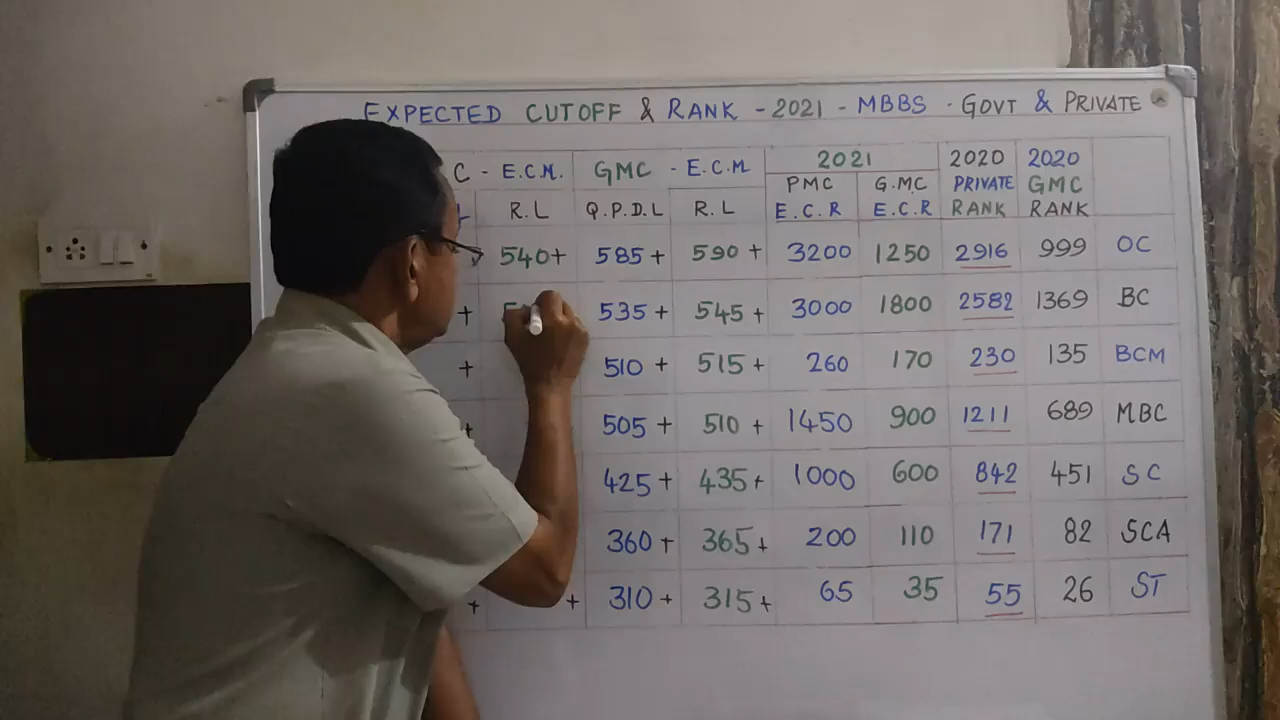 EXPECTED CUTOFF & RANK - 2021 - MBBS - GOVT & PRIVATE
C - E.C.M. GMC - E.C.M 2021 2020 2020
PMC G.MC PRIVATE GMC
R.L Q.P.D.L R.L E.C.R E.C.R RANK RANK
540+ 585+ 590+ 3200 1250 2916 999 OC
+ 535+ 545+ 3000 1800 2582 1369 BC
+ 510+ 515+ 260 170 230 135 BCM
+ 505+ 510+ 1450 900 1211 689 MBC
425+ 435+ 1000 600 842 451 SC
360+ 365+ 200 110 171 82 SCA
+ + 310+ 315+ 65 35 55 26 ST